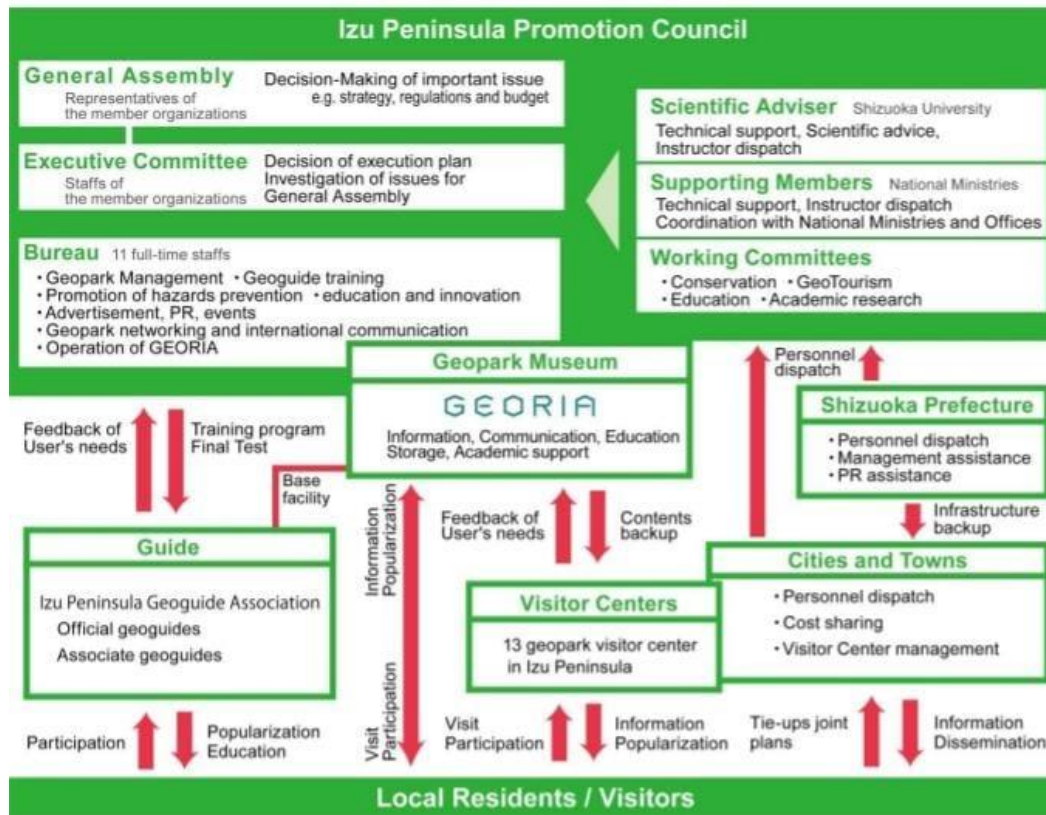 Izu Peninsula Promotion Council
General Assembly
Representatives of
the member organizations
Decision-Making of important issue
e.g. strategy, regulations and budget
Executive Committee
Staffs of
the member organizations
Decision of execution plan
Investigation of issues for
General Assembly
Bureau 11 full-time staffs
・Geopark Management ・Geoguide training
・Promotion of hazards prevention ・education and innovation
・Advertisement, PR, events
・Geopark networking and international communication
・Operation of GEORIA
Scientific Adviser Shizuoka University
Technical support, Scientific advice,
Instructor dispatch
Supporting Members National Ministries
Technical support, Instructor dispatch
Coordination with National Ministries and Offices
Working Committees
・Conservation ・GeoTourism
・Education ・Academic research
Geopark Museum
GEORIA
Information, Communication, Education
Storage, Academic support
Personnel
dispatch
Shizuoka Prefecture
・Personnel dispatch
・Management assistance
・PR assistance
Feedback of
User's needs
Training program
Final Test
Base
facility
Information
Popularization
Visit
Participation
Feedback of
User's needs
Contents
backup
Infrastructure
backup
Guide
Izu Peninsula Geoguide Association
Official geoguides
Associate geoguides
Visitor Centers
13 geopark visitor center
in Izu Peninsula
Cities and Towns
・Personnel dispatch
・Cost sharing
・Visitor Center management
Participation
Popularization
Education
Visit
Participation
Information
Popularization
Tie-ups joint
plans
Information
Dissemination
Local Residents / Visitors